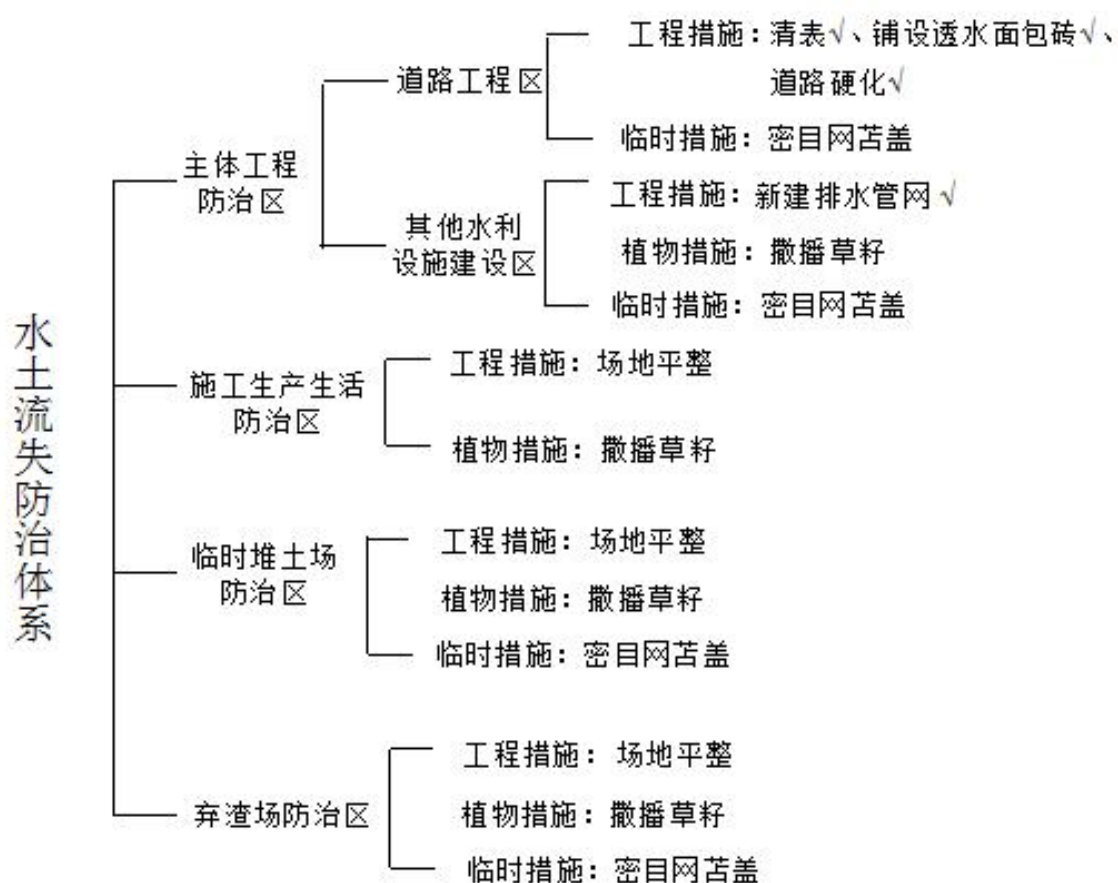 水土流失防治体系
主体工程
防治区
道路工程区
工程措施：清表√、铺设透水面包砖√、
道路硬化√
临时措施：密目网苫盖
其他水利
设施建设区
工程措施：新建排水管网√
植物措施：撒播草籽
临时措施：密目网苫盖
施工生产生活
防治区
工程措施：场地平整
植物措施：撒播草籽
临时堆土场
防治区
工程措施：场地平整
植物措施：撒播草籽
临时措施：密目网苫盖
弃渣场防治区
工程措施：场地平整
植物措施：撒播草籽
临时措施：密目网苫盖